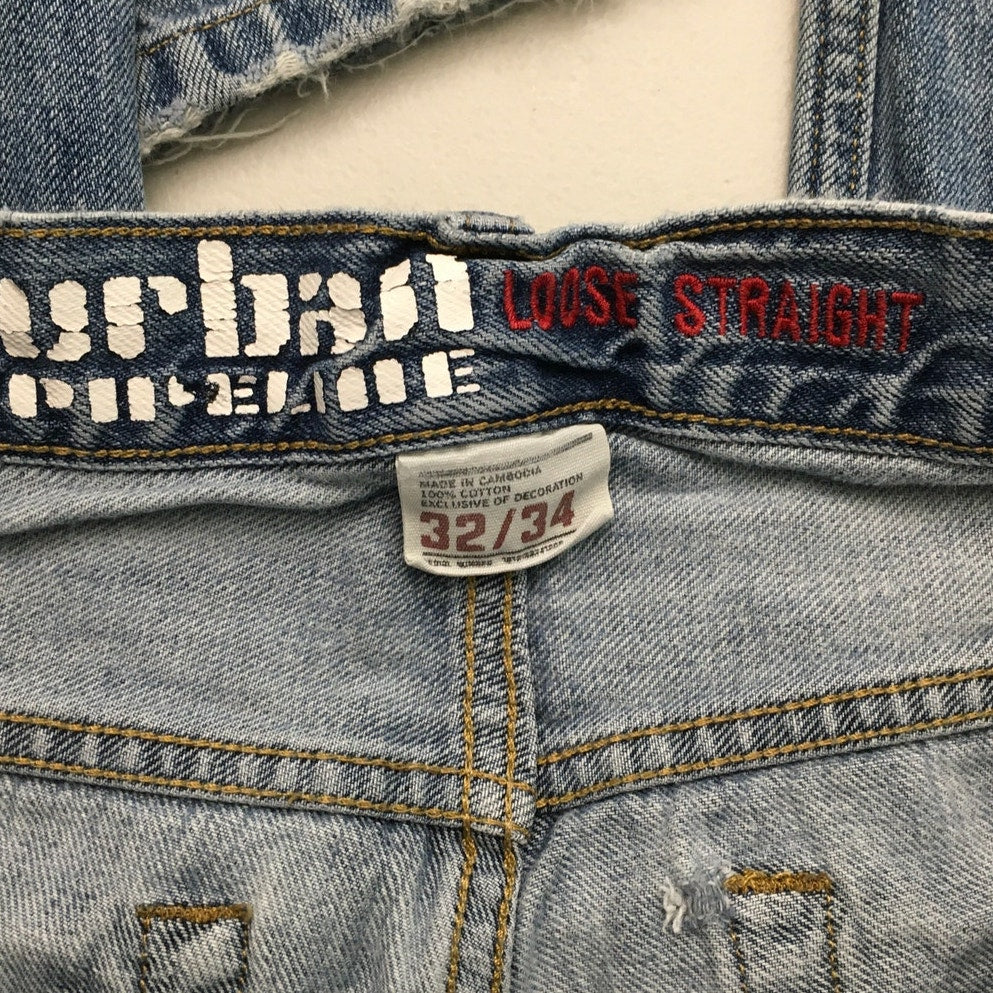 urban
PIPELINE
LOOSE STRAIGHT
MADE IN CAMBODIA
100% COTTON
EXCLUSIVE OF DECORATION
32/34